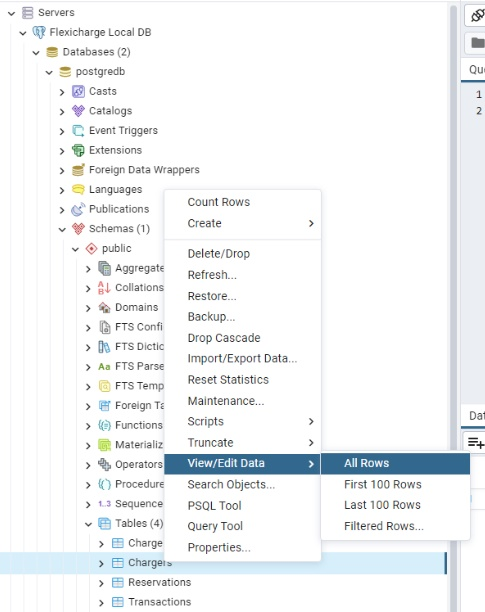 Servers
Flexicharge Local DB
Databases (2)
postgredb
Casts
Catalogs
Event Triggers
Extensions
Foreign Data Wrappers
Languages
Publications
Schemas (1)
public
Aggregate
Collations
Domains
FTS Confi
FTS Dictic
FTS Parse
FTS Temp
Foreign Ta
Functions
Materializ
Operators
Procedure
1..3 Sequence
Tables (4)
Charge
Chargers
Reservations
Transactions
Count Rows
Create
Delete/Drop
Refresh...
Restore...
Backup...
Drop Cascade
Import/Export Data...
Reset Statistics
Maintenance...
Scripts
Truncate
View/Edit Data
Search Objects...
PSQL Tool
Query Tool
Properties...
All Rows
First 100 Rows
Last 100 Rows
Filtered Rows...
Que
1
2
Dat